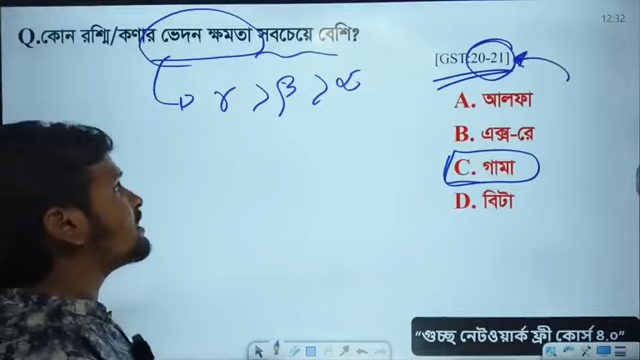 12:32
Q.কোন রশ্মি/কণার ভেদন ক্ষমতা সবচেয়ে বেশি?
[GST:20-21]
γ > β > α
A. আলফা
B. এক্স-রে
C. গামা
D. বিটা
"গুচ্ছ নেটওয়ার্ক ফ্রী কোর্স ৪.০"